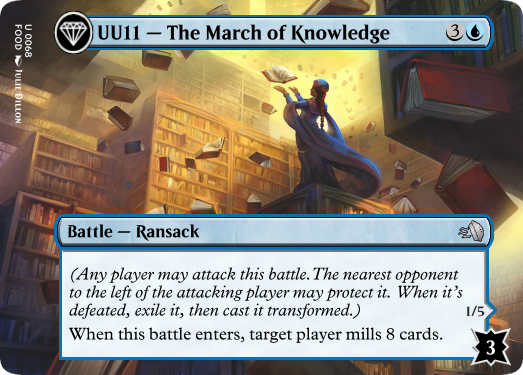 UU11 — The March of Knowledge 3
U 0068
FOOD Julie Dillon
Battle — Ransack
(Any player may attack this battle. The nearest opponent
to the left of the attacking player may protect it. When it's
defeated, exile it, then cast it transformed.)
1/5
When this battle enters, target player mills 8 cards.
3